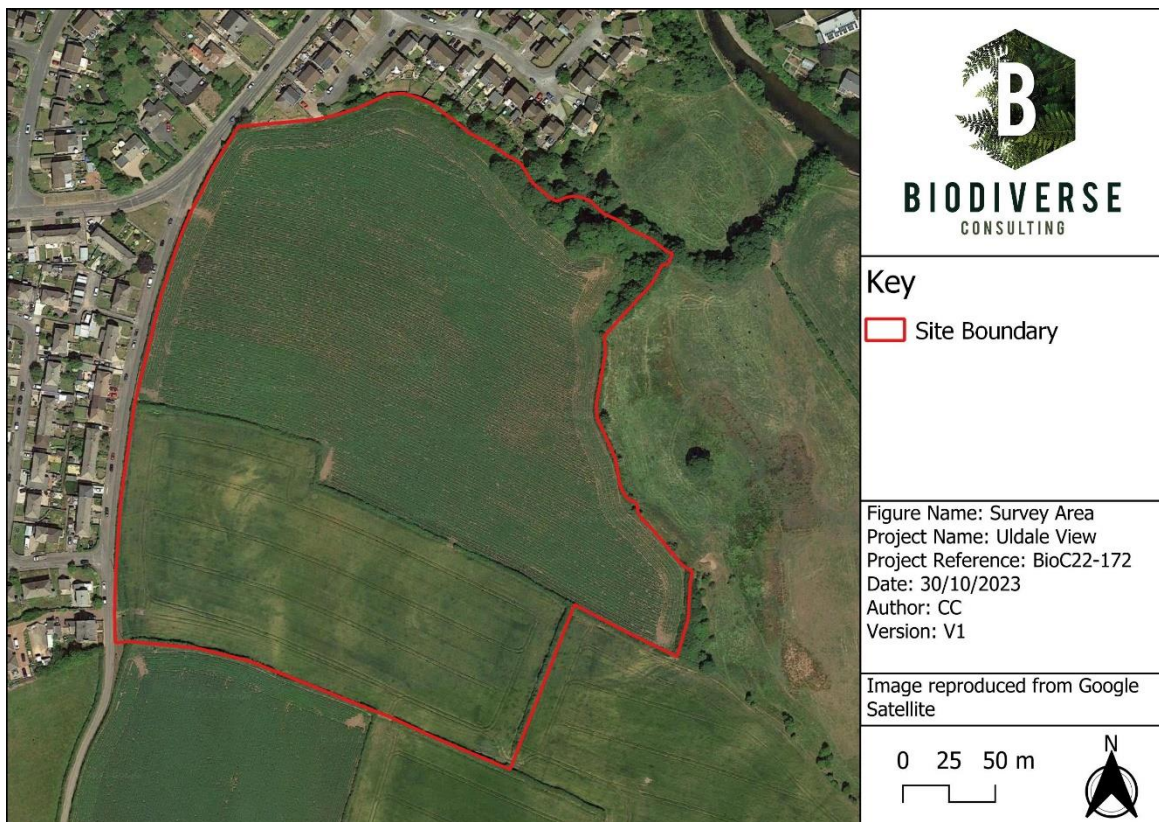 B
BIODIVERSE
CONSULTING
Key
Site Boundary
Figure Name: Survey Area
Project Name: Uldale View
Project Reference: BioC22-172
Date: 30/10/2023
Author: CC
Version: V1
Image reproduced from Google
Satellite
0 25 50 m
N